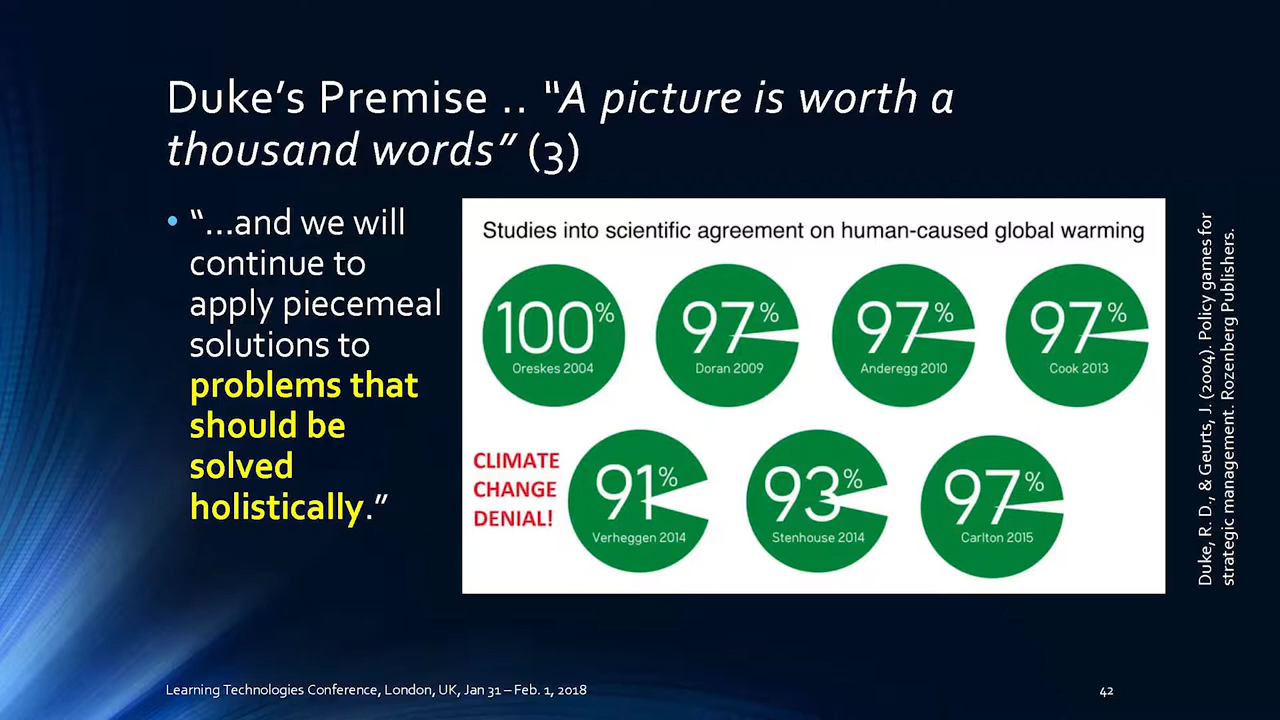 Duke's Premise .. “A picture is worth a
thousand words” (3)
• “...and we will
continue to
apply piecemeal
solutions to
problems that
should be
solved
holistically.”
Studies into scientific agreement on human-caused global warming
100%
Oreskes 2004
97%
Doran 2009
97%
Anderegg 2010
97%
Cook 2013
CLIMATE
CHANGE
DENIAL!
91%
Verheggen 2014
93%
Stenhouse 2014
97%
Carlton 2015
Duke, R. D., & Geurts, J. (2004). Policy games for
strategic management. Rozenberg Publishers.
Learning Technologies Conference, London, UK, Jan 31 – Feb. 1, 2018
42